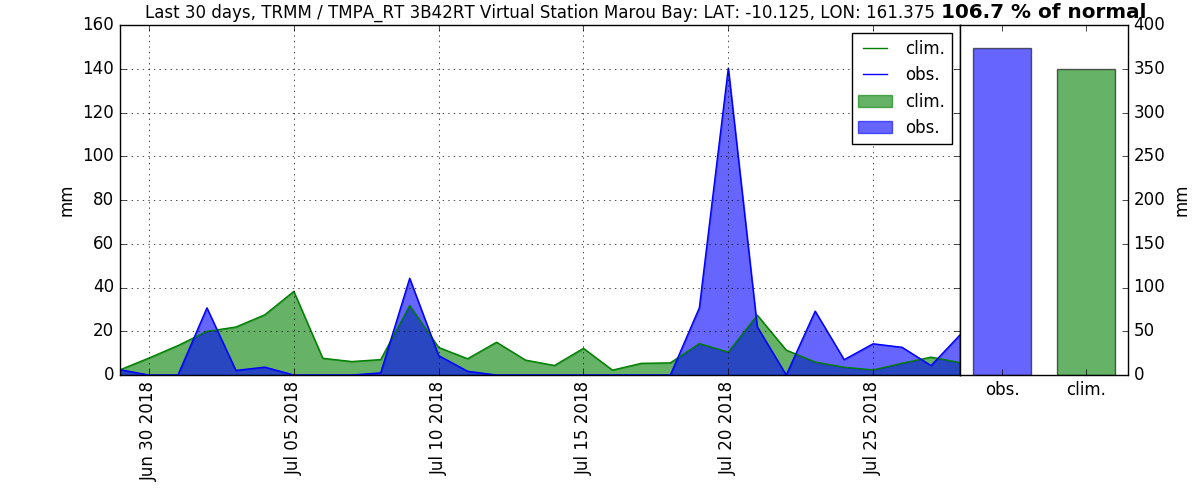 Last 30 days, TRMM / TMPA_RT 3B42RT Virtual Station Marou Bay: LAT: -10.125, LON: 161.375 106.7 % of normal
160
140
120
100
80
60
40
20
0
mm
clim.
obs.
clim.
obs.
Jun 30 2018
Jul 05 2018
Jul 10 2018
Jul 15 2018
Jul 20 2018
Jul 25 2018
400
350
300
250
200
150
100
50
0
mm
obs. clim.